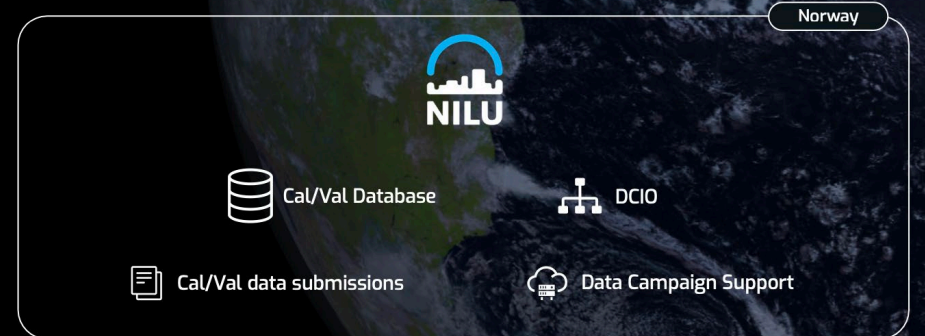 Norway
NILU
Cal/Val Database
DCIO
Cal/Val data submissions
Data Campaign Support